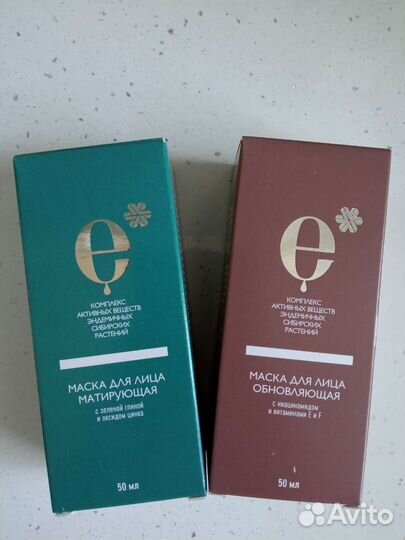 e
КОМПЛЕКС
АКТИВНЫХ ВЕЩЕСТВ
ЭНДЕМИЧНЫХ
СИБИРСКИХ
РАСТЕНИЙ
МАСКА ДЛЯ ЛИЦА
МАТИРУЮЩАЯ
с зеленой глиной
и оксидом цинка
50 мл
e
КОМПЛЕКС
АКТИВНЫХ ВЕЩЕСТВ
ЭНДЕМИЧНЫХ
СИБИРСКИХ
РАСТЕНИЙ
МАСКА ДЛЯ ЛИЦА
ОБНОВЛЯЮЩАЯ
с ниацинамидом
и витаминами E и F
50 мл
Avito